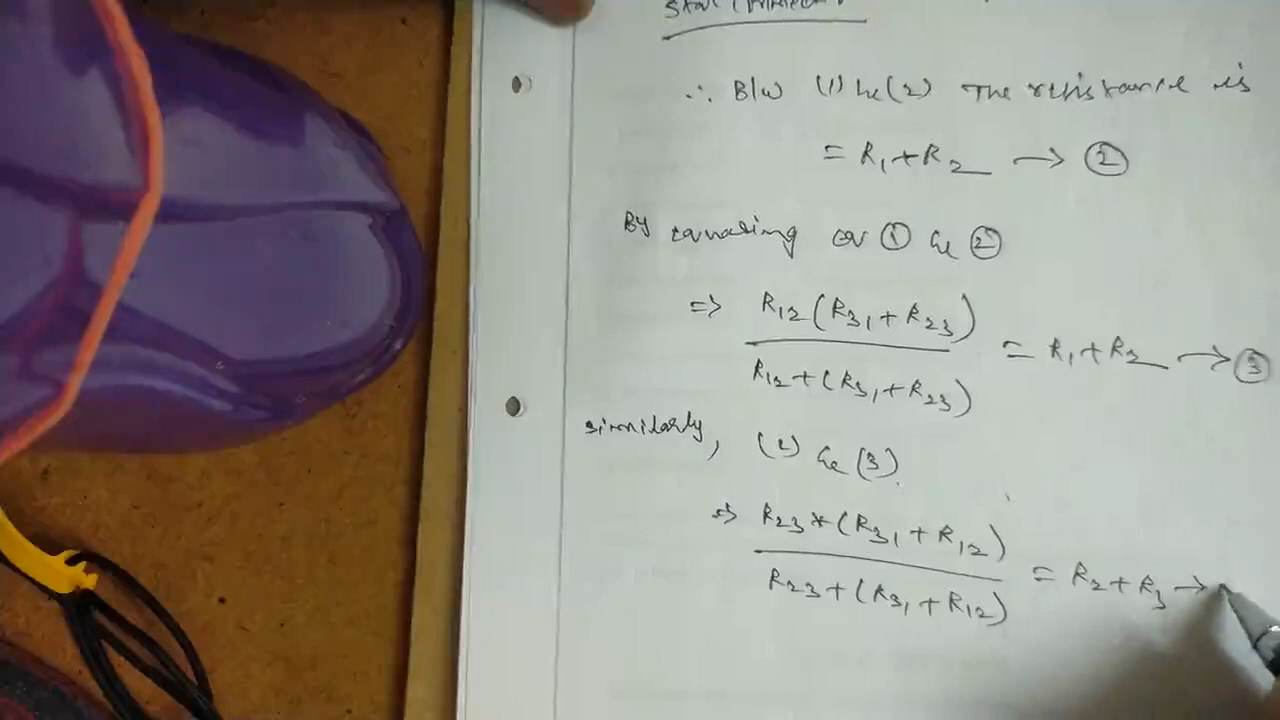 ∴ B/w (1) & (2) The resistance is
= R₁+R₂ → ②
By equating eq ① & ②
⇒ R₁₂(R₃₁+R₂₃)
R₁₂+(R₃₁+R₂₃) = R₁+R₂ → ③
similarly, (2) & (3).
⇒ R₂₃*(R₃₁+R₁₂)
R₂₃+(R₃₁+R₁₂) = R₂+R₃ →